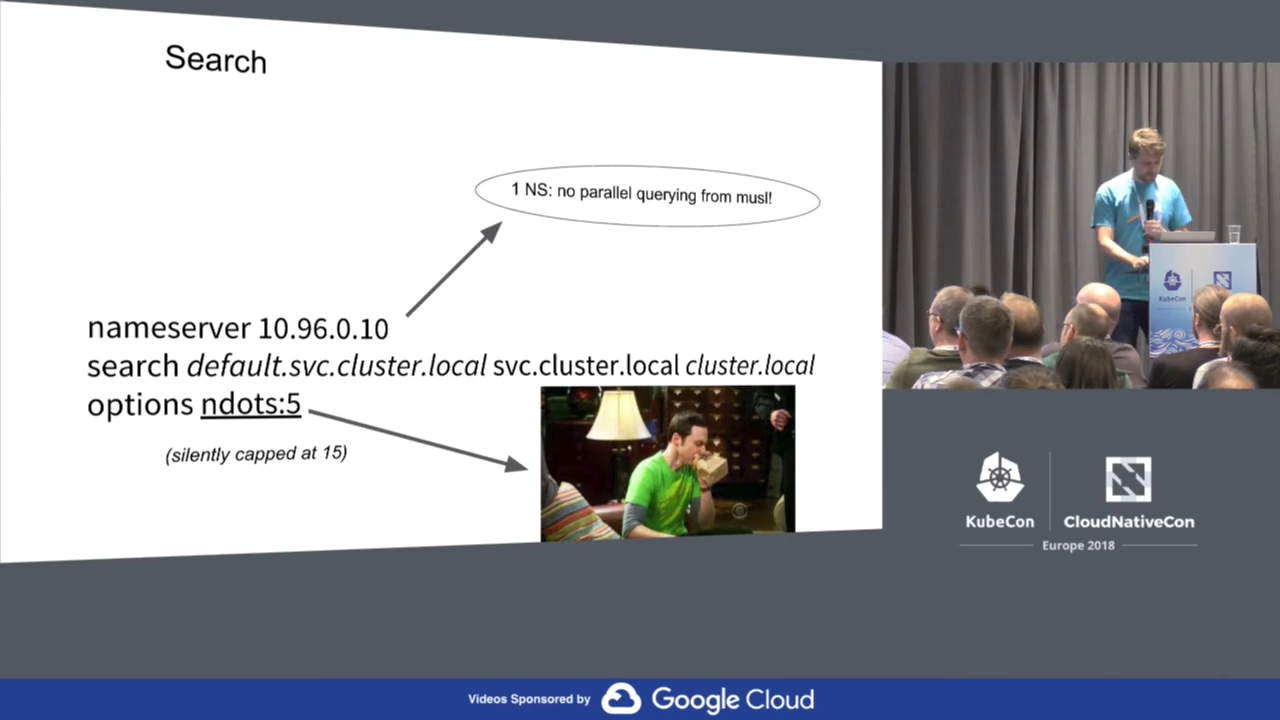 Search
1 NS: no parallel querying from musl!
nameserver 10.96.0.10
search default.svc.cluster.local svc.cluster.local cluster.local
options ndots:5
(silently capped at 15)
KubeCon
KubeCon
CloudNativeCon
Europe 2018
Videos Sponsored by Google Cloud